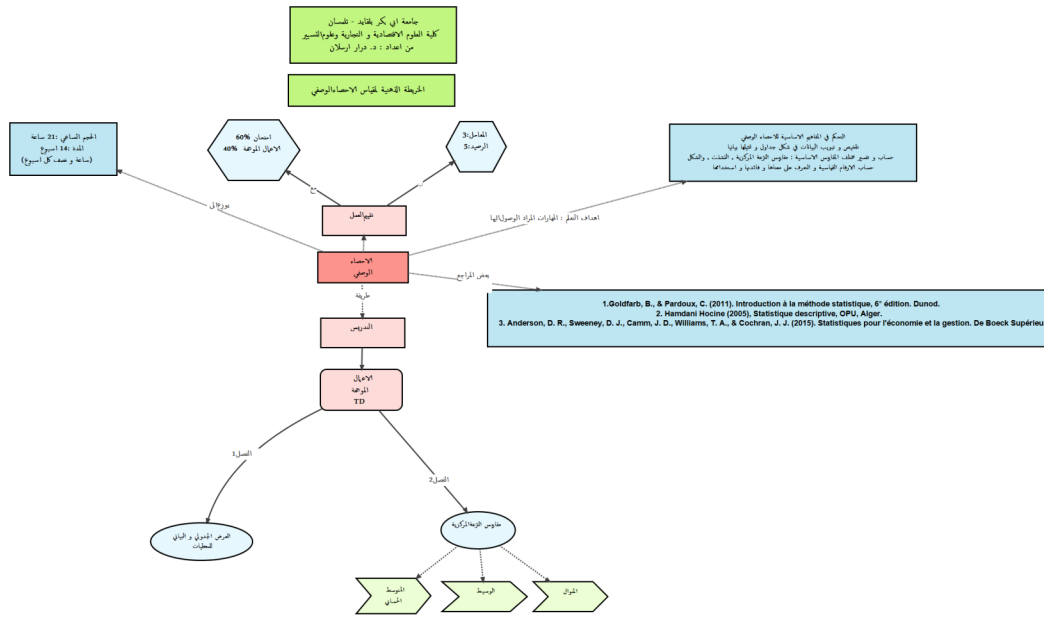 جامعة ابي بكر بلقايد - تلمسان
كلية العلوم الاقتصادية و التجارية وعلوم التسيير
من اعداد : د. درار ارسلان
الخريطة الذهنية لمقياس الاحصاءالوصفي
الحجم الساعي :21 ساعة
المدة :14 اسبوع
(ساعة و نصف كل اسبوع)
امتحان 60%
الاعمال الموجهة 40%
المعامل:3
الرصيد:5
التحكم في المفاهيم الاساسية للاحصاء الوصفي
تلخيص و تبويب البيانات في شكل جداول و تمثيلها بيانيا
حساب و تفسير مختلف المقاييس الاساسية : مقاييس النزعة المركزية , التشتت , والشكل
حساب الارقام القياسية و التعرف على معناها و فائدتها و استخداماتها
مع
ب
يوزع الى
تقييم العمل
اهداف التعلم : المهارات المراد الوصول اليها
الاحصاء
الوصفي
بعض المراجع
طريقة
1.Goldfarb, B., & Pardoux, C. (2011). Introduction à la méthode statistique, 6° édition. Dunod.
2. Hamdani Hocine (2005), Statistique descriptive, OPU, Alger.
3. Anderson, D. R., Sweeney, D. J., Camm, J. D., Williams, T. A., & Cochran, J. J. (2015). Statistiques pour l'économie et la gestion. De Boeck Supérieu
التدريس
الاعمال
الموجهة
TD
الفصل1
الفصل2
العرض الجدولي و البياني
للمعطيات
مقاييس النزعةالمركزية
المتوسط
الحسابي
الوسيط
المنوال